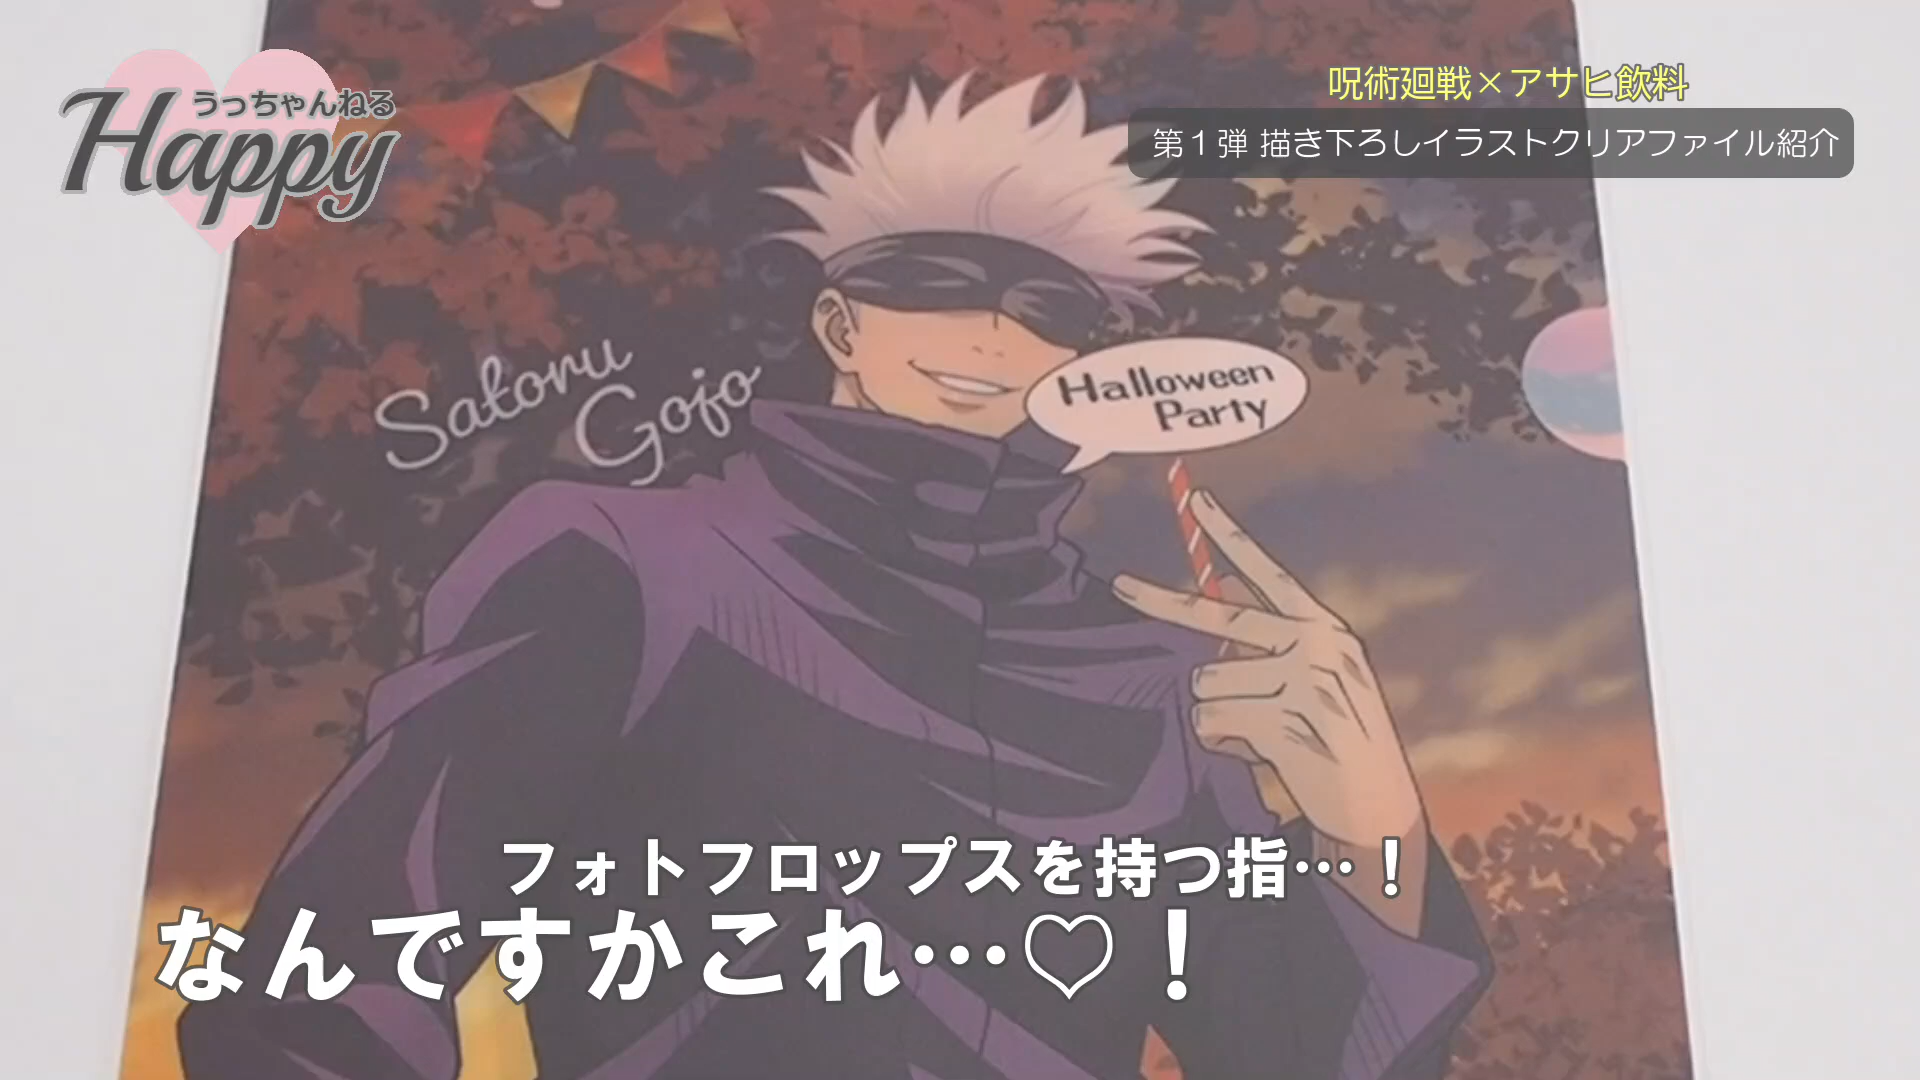 うっちゃんねる
Happy
呪術廻戦×アサヒ飲料
第1弾 描き下ろしイラストクリアファイル紹介
Satoru
Gojo
Halloween
Party
フォトフロップスを持つ指…！
なんですかこれ…♡！